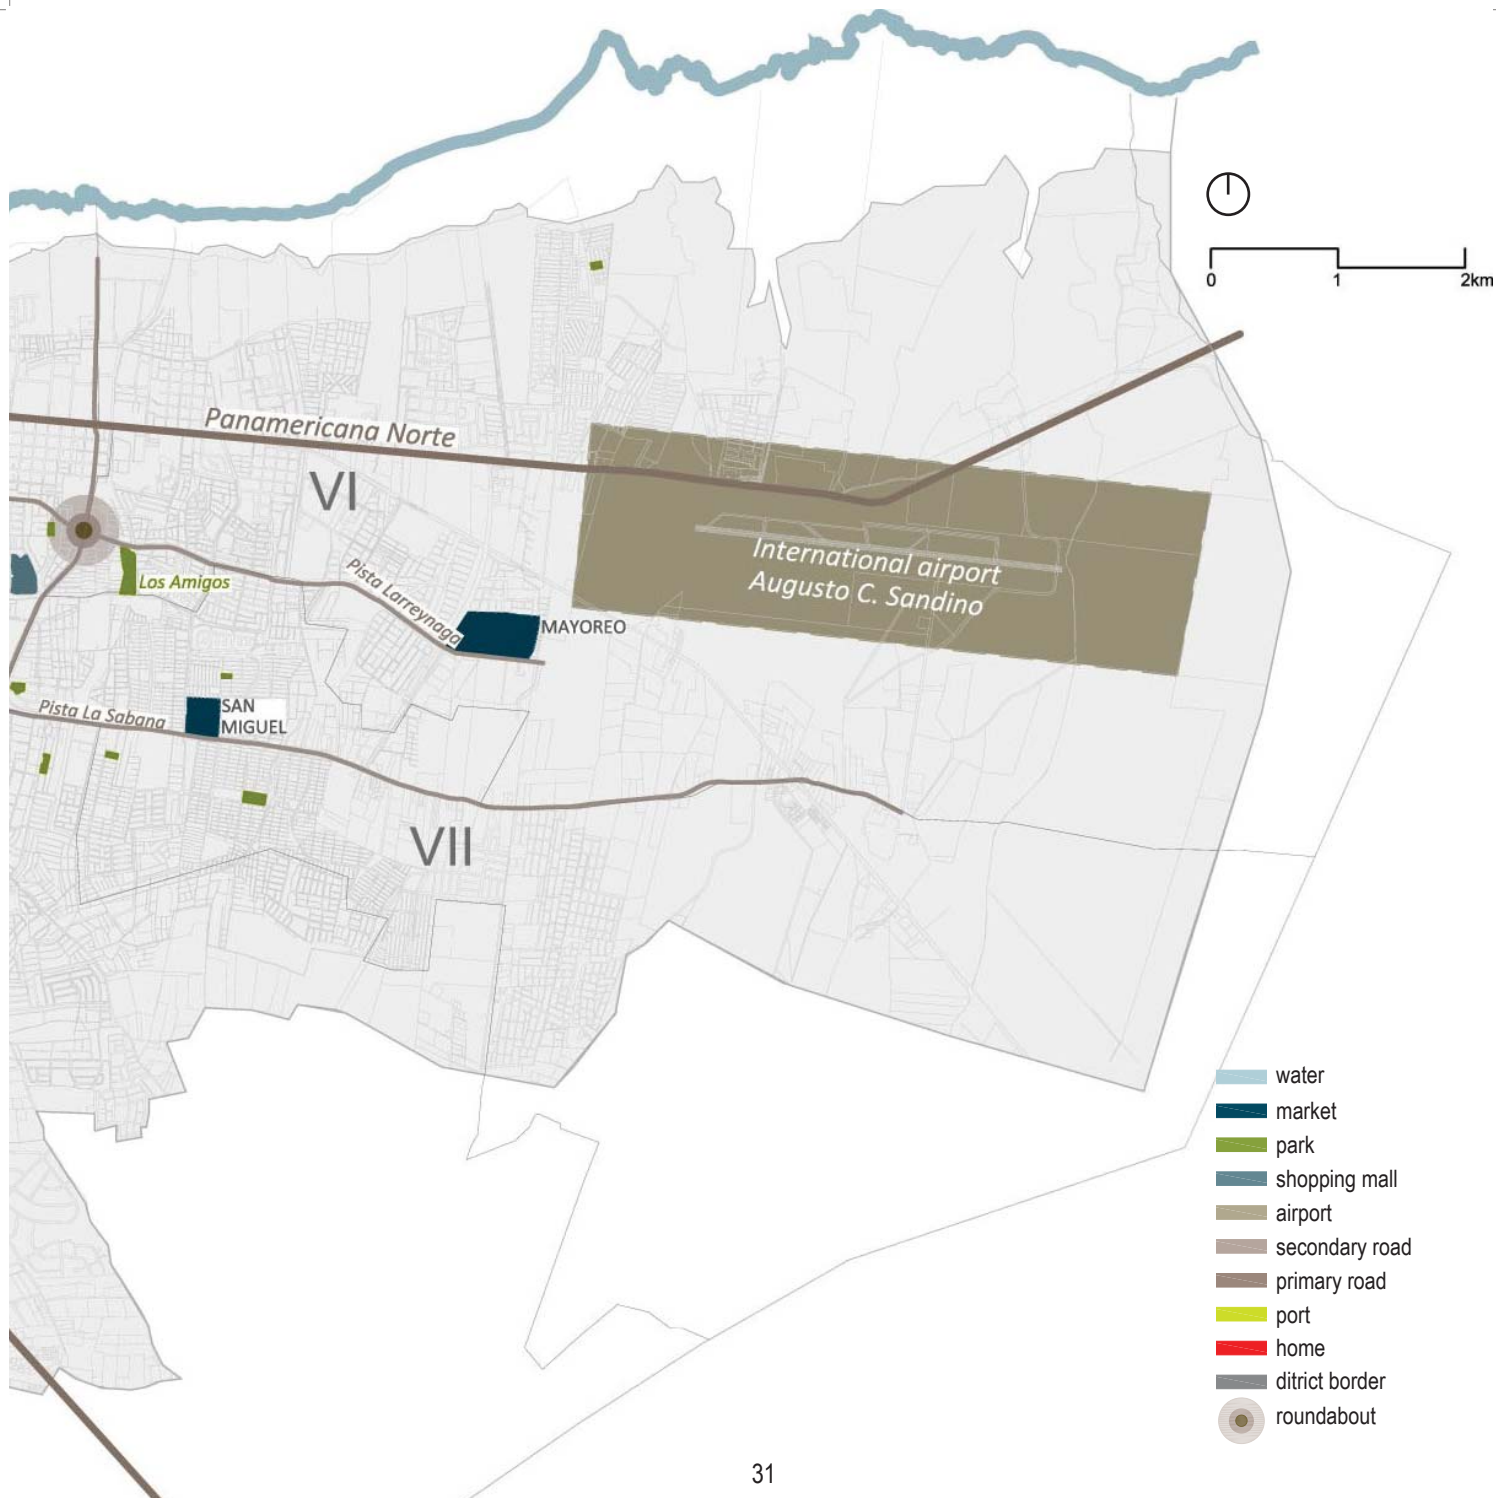 0 1 2km
Panamericana Norte
VI
International airport
Augusto C. Sandino
Los Amigos
Pista Larreynaga
MAYOREO
SAN
MIGUEL
Pista La Sabana
VII
water
market
park
shopping mall
airport
secondary road
primary road
port
home
ditrict border
roundabout
31